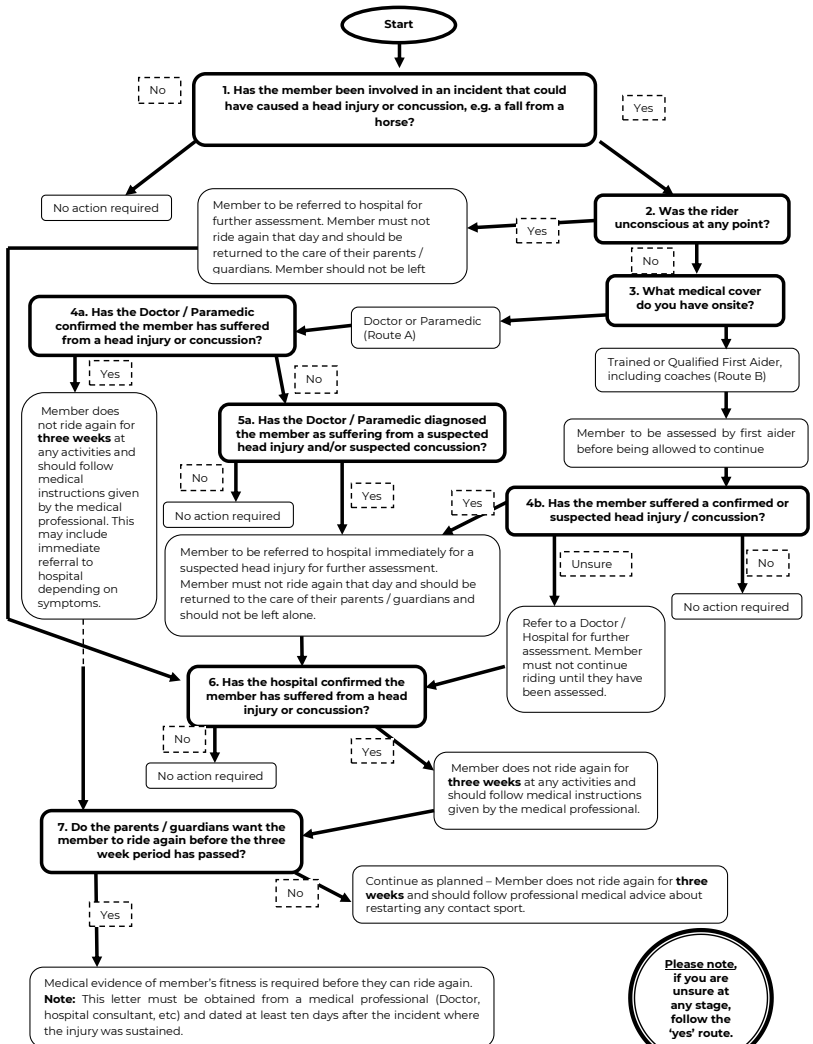 Start
No
1. Has the member been involved in an incident that could
have caused a head injury or concussion, e.g. a fall from a
horse?
Yes
No action required
Member to be referred to hospital for
further assessment. Member must not
ride again that day and should be
returned to the care of their parents /
guardians. Member should not be left
Yes
2. Was the rider
unconscious at any point?
No
3. What medical cover
do you have onsite?
4a. Has the Doctor / Paramedic
confirmed the member has suffered
from a head injury or concussion?
Doctor or Paramedic
(Route A)
Trained or Qualified First Aider,
including coaches (Route B)
Yes
No
Member does
not ride again for
three weeks at
any activities and
should follow
medical
instructions given
by the medical
professional. This
may include
immediate
referral to
hospital
depending on
symptoms.
5a. Has the Doctor / Paramedic diagnosed
the member as suffering from a suspected
head injury and/or suspected concussion?
Member to be assessed by first aider
before being allowed to continue
No
Yes
Yes
4b. Has the member suffered a confirmed or
suspected head injury / concussion?
No action required
Member to be referred to hospital immediately for a
suspected head injury for further assessment.
Member must not ride again that day and should be
returned to the care of their parents / guardians and
should not be left alone.
Unsure
No
No action required
Refer to a Doctor /
Hospital for further
assessment. Member
must not continue
riding until they have
been assessed.
6. Has the hospital confirmed the
member has suffered from a head
injury or concussion?
No
Yes
No action required
Member does not ride again for
three weeks at any activities and
should follow medical instructions
given by the medical professional.
7. Do the parents / guardians want the
member to ride again before the three
week period has passed?
No
Continue as planned – Member does not ride again for three
weeks and should follow professional medical advice about
restarting any contact sport.
Yes
Medical evidence of member's fitness is required before they can ride again.
Note: This letter must be obtained from a medical professional (Doctor,
hospital consultant, etc) and dated at least ten days after the incident where
the injury was sustained.
Please note,
if you are
unsure at
any stage,
follow the
'yes' route.